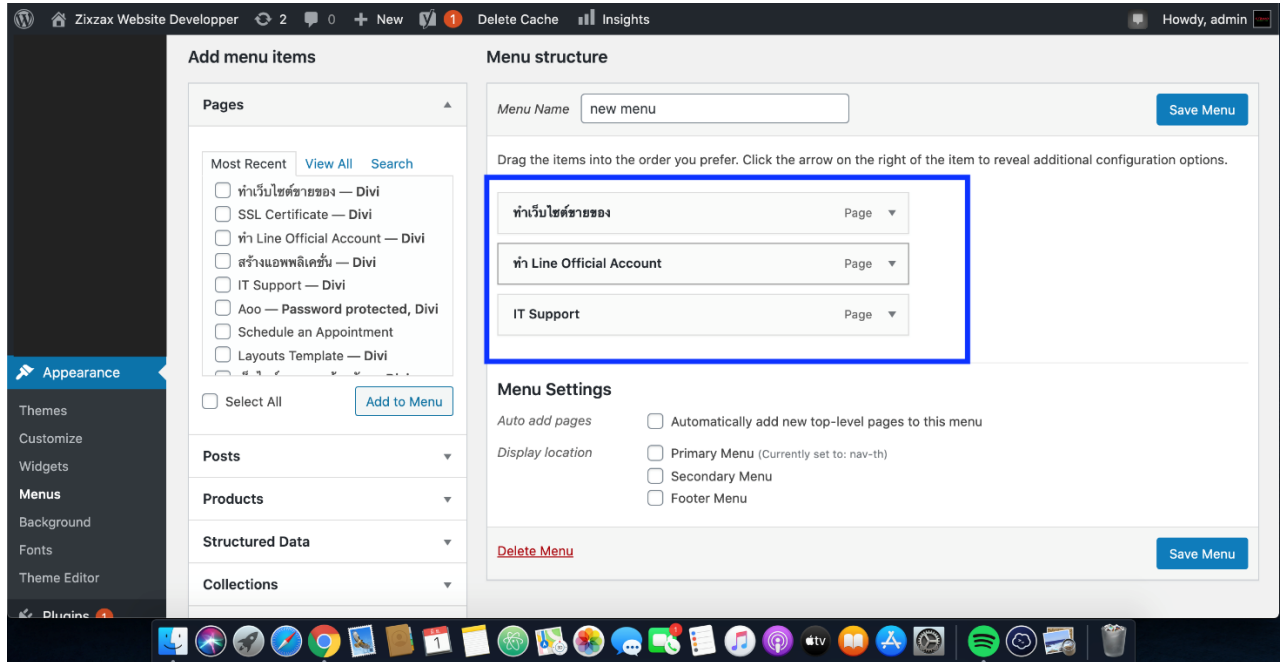 Zixzax Website Developper 2 0 + New 1 Delete Cache Insights Howdy, admin
Add menu items
Pages
Most Recent View All Search
ทำเว็บไซต์ขายของ — Divi
SSL Certificate — Divi
ทำ Line Official Account — Divi
สร้างแอพพลิเคชั่น — Divi
IT Support — Divi
Aoo — Password protected, Divi
Schedule an Appointment
Layouts Template — Divi
Select All Add to Menu
Posts
Products
Structured Data
Collections
Menu structure
Menu Name new menu Save Menu
Drag the items into the order you prefer. Click the arrow on the right of the item to reveal additional configuration options.
ทำเว็บไซต์ขายของ Page
ทำ Line Official Account Page
IT Support Page
Menu Settings
Auto add pages Automatically add new top-level pages to this menu
Display location Primary Menu (Currently set to: nav-th)
Secondary Menu
Footer Menu
Delete Menu Save Menu
Appearance
Themes
Customize
Widgets
Menus
Background
Fonts
Theme Editor
Plugins 1
1
tv